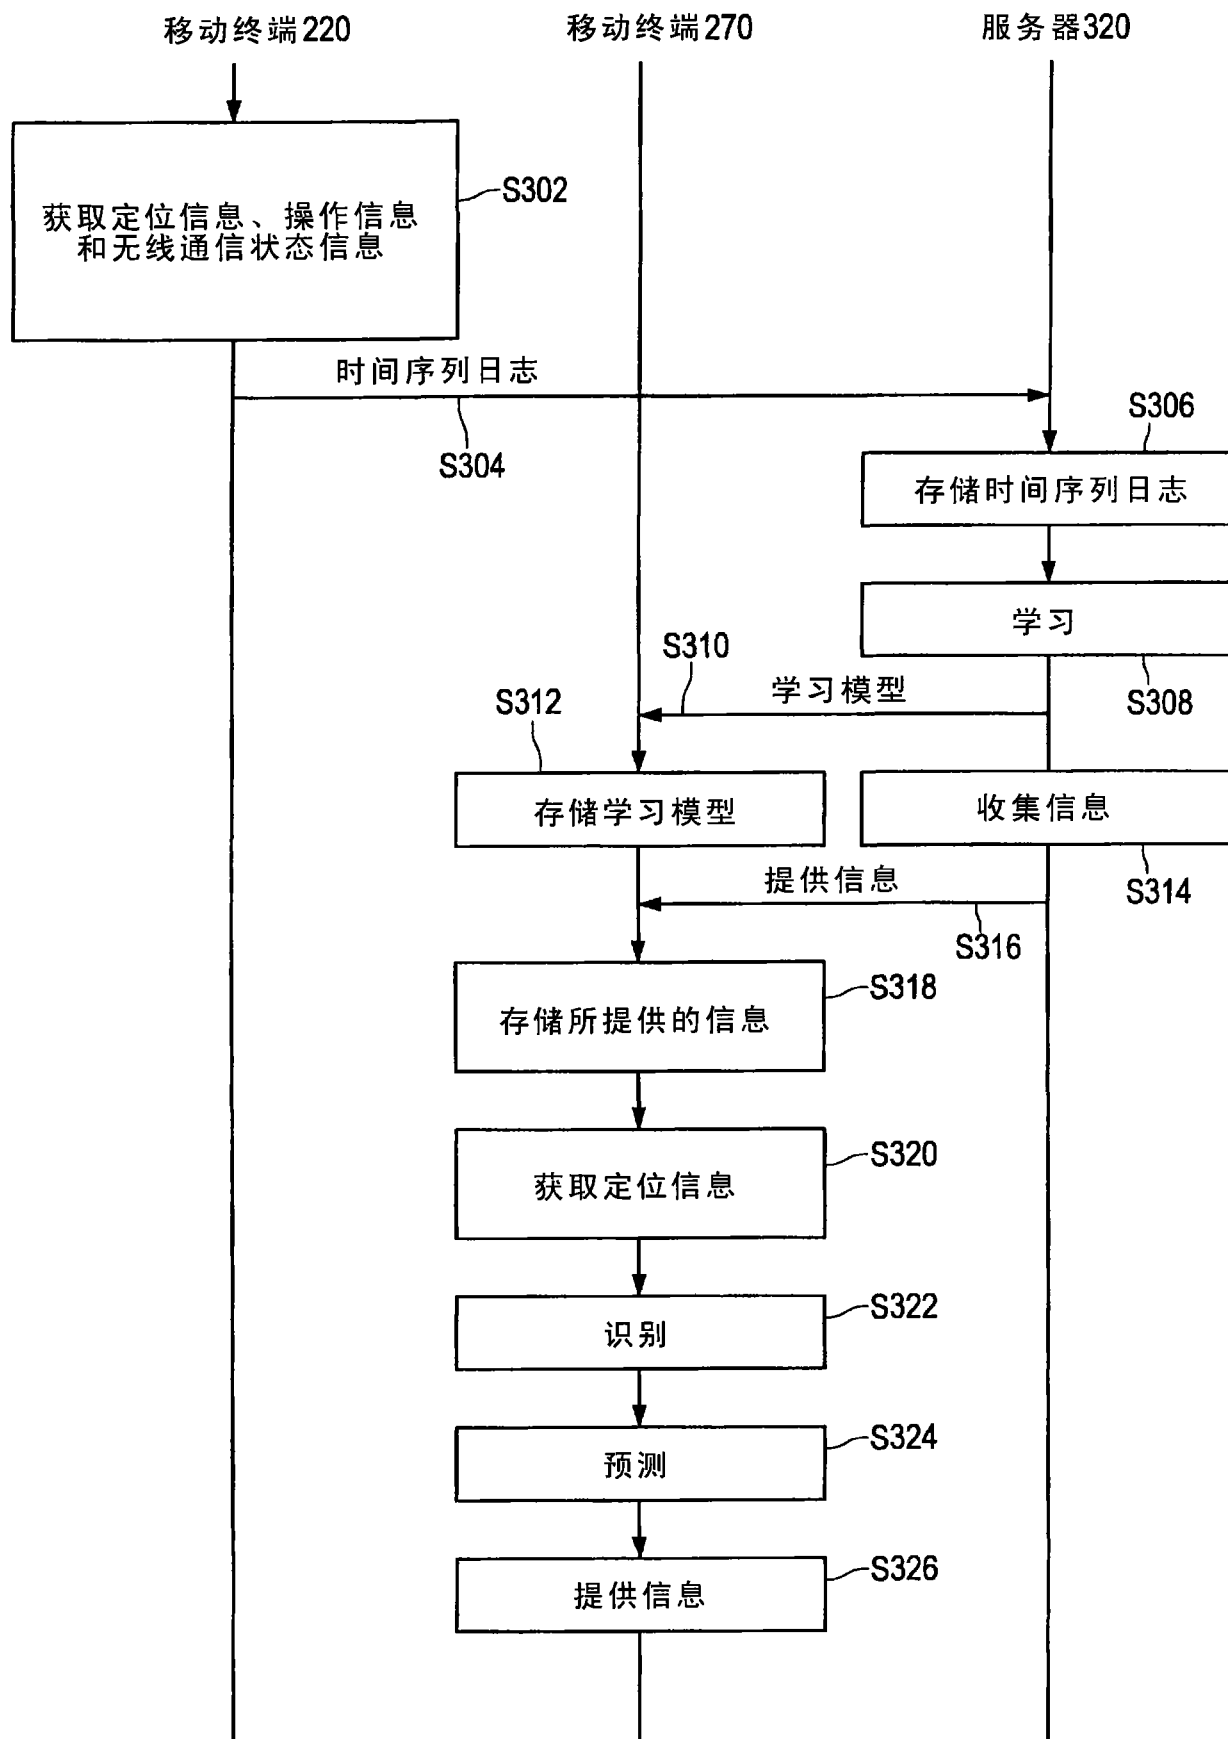 移动终端220
移动终端270
服务器320
获取定位信息、操作信息
和无线通信状态信息
S302
时间序列日志
S304
S306
存储时间序列日志
学习
S308
S310
学习模型
S312
存储学习模型
收集信息
S314
提供信息
S316
存储所提供的信息
S318
获取定位信息
S320
识别
S322
预测
S324
提供信息
S326